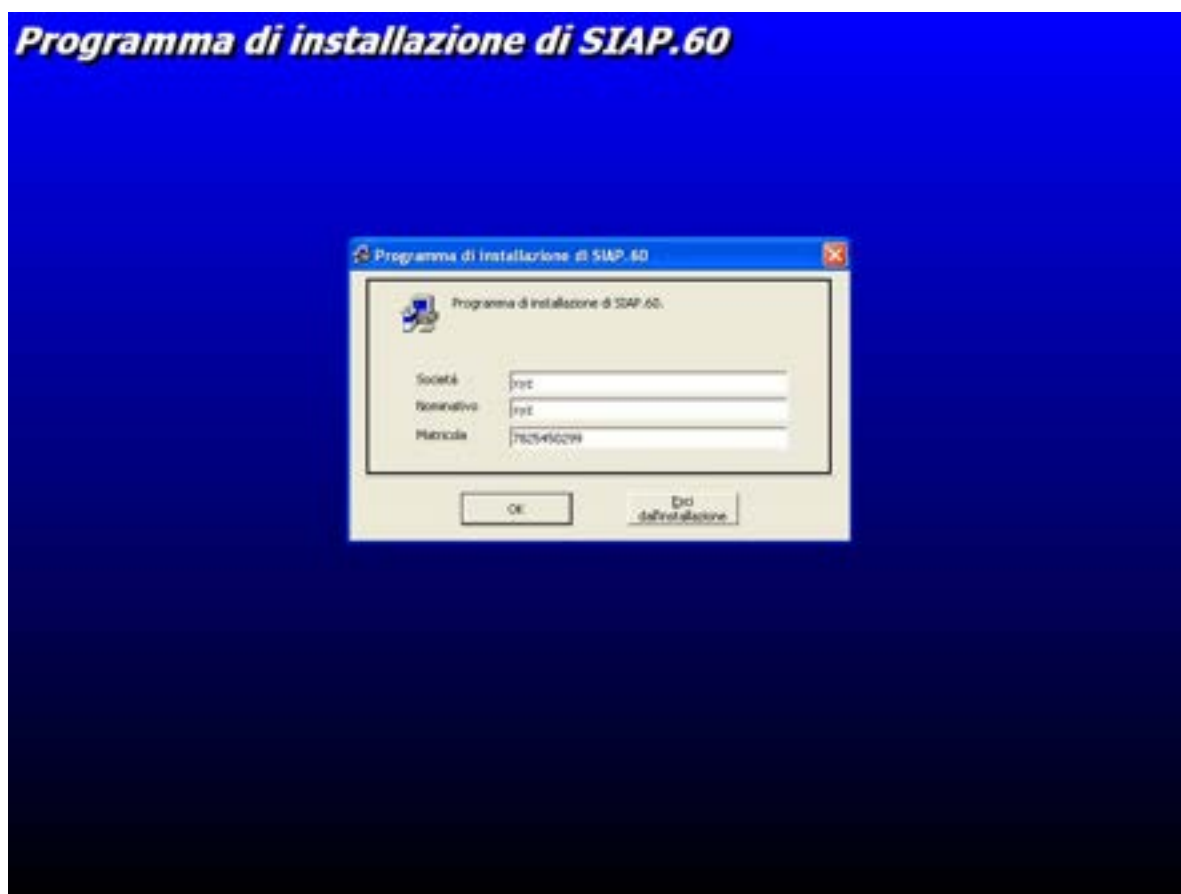 Programma di installazione di SIAP.60
Programma di installazione di SIAP.60
Programma di installazione di SIAP.60.
Società
Nominativo
Matricola
7825450299
OK
Esci
dall'installazione